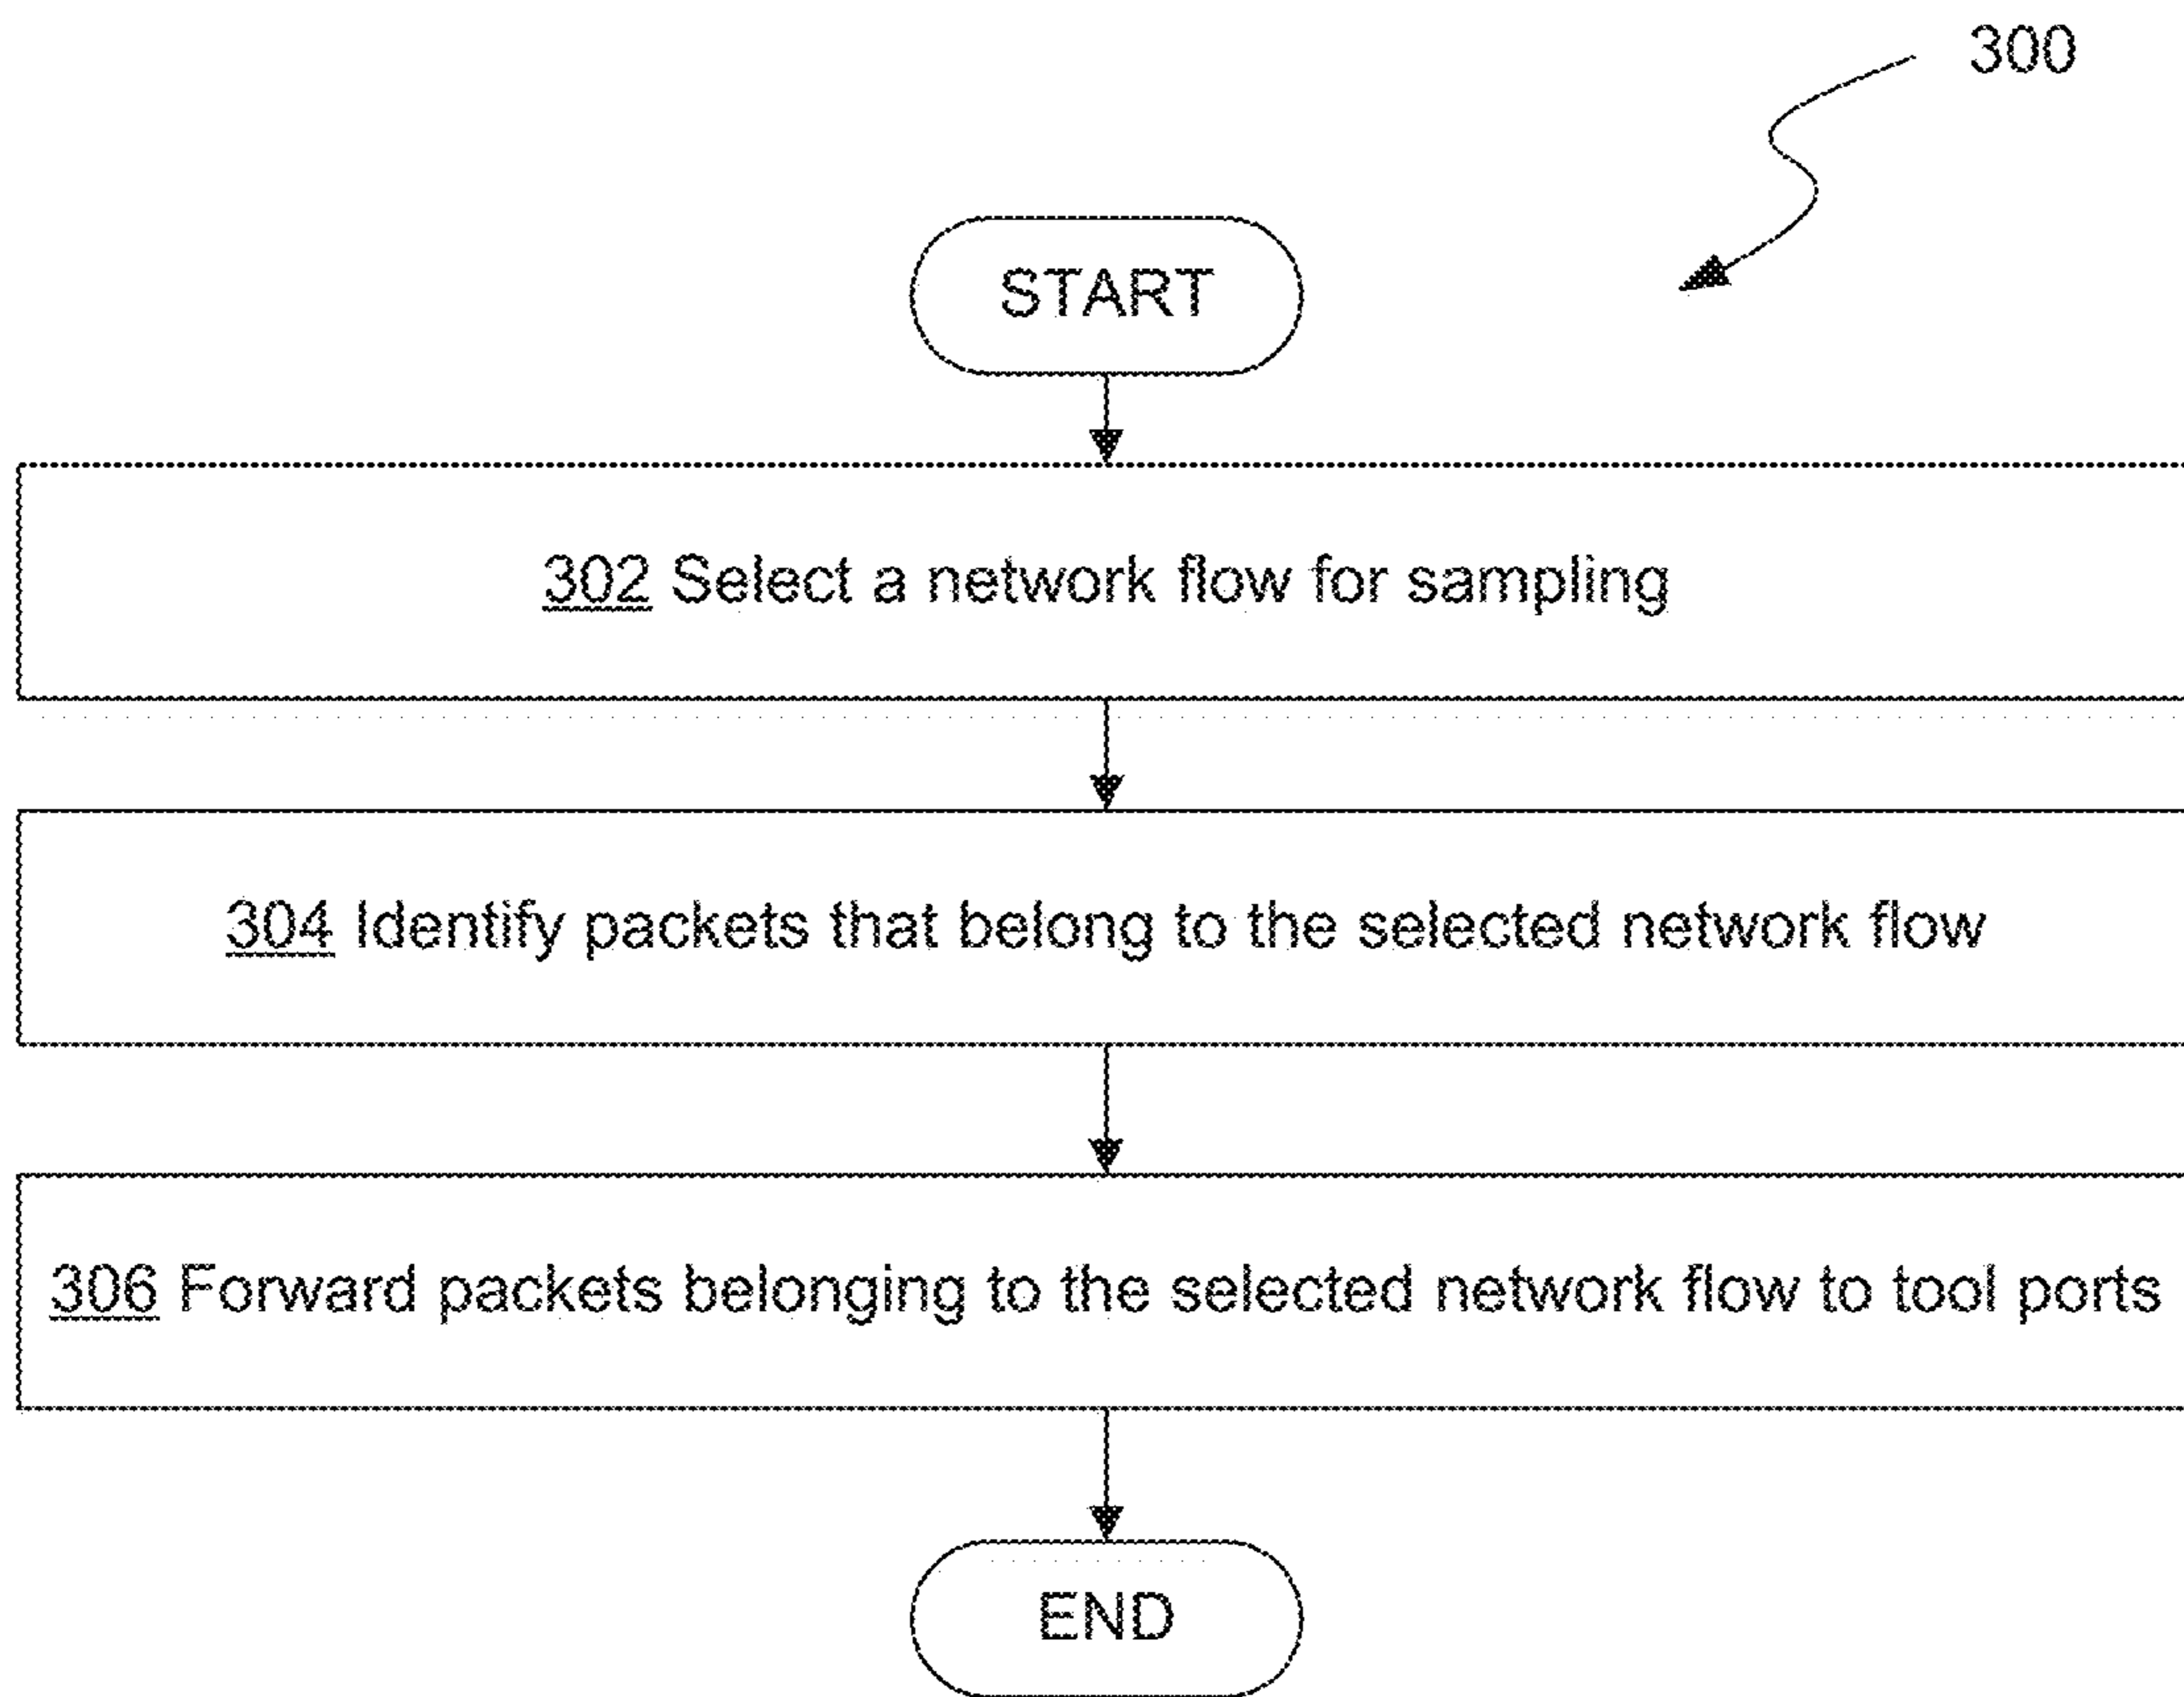 300
START
302 Select a network flow for sampling
304 Identify packets that belong to the selected network flow
306 Forward packets belonging to the selected network flow to tool ports
END